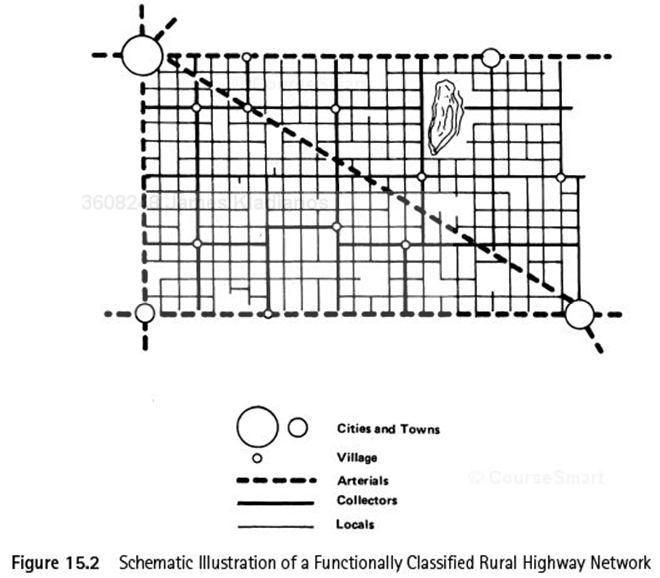 CourseSmart
Cities and Towns
Village
Arterials
© CourseSmart
Collectors
Locals
Figure 15.2 Schematic Illustration of a Functionally Classified Rural Highway Network